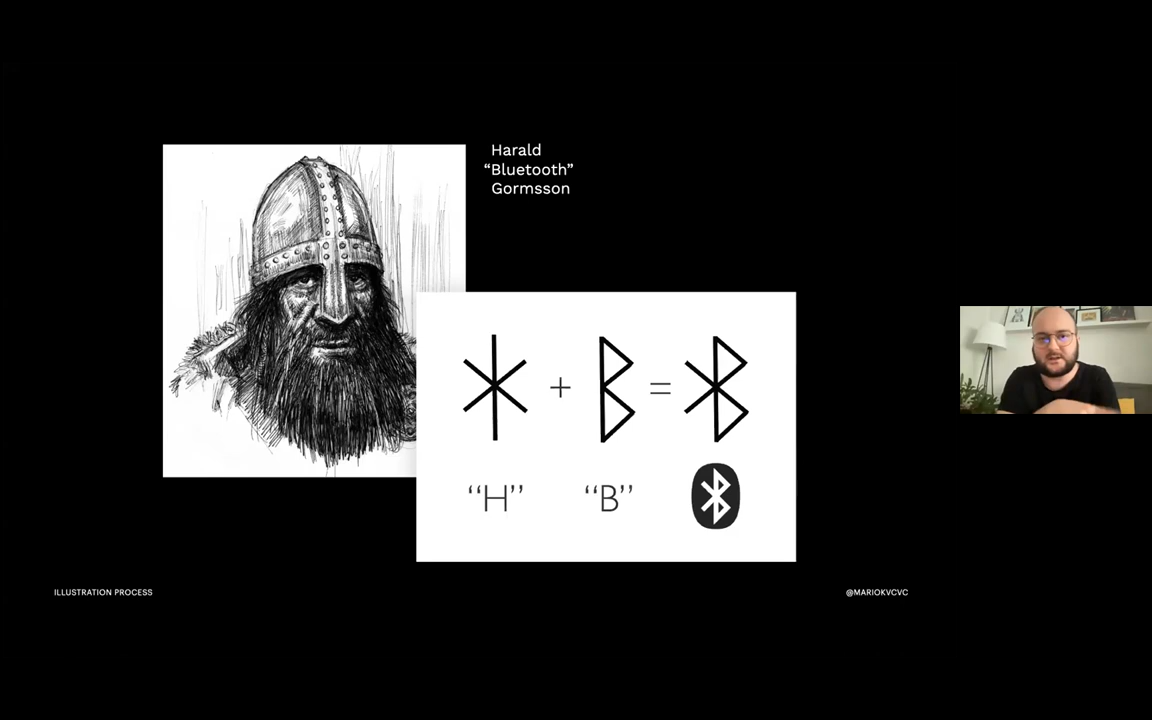 Harald
“Bluetooth”
Gormsson
+ =
“H” “B”
ILLUSTRATION PROCESS
@MARIOKVCVC